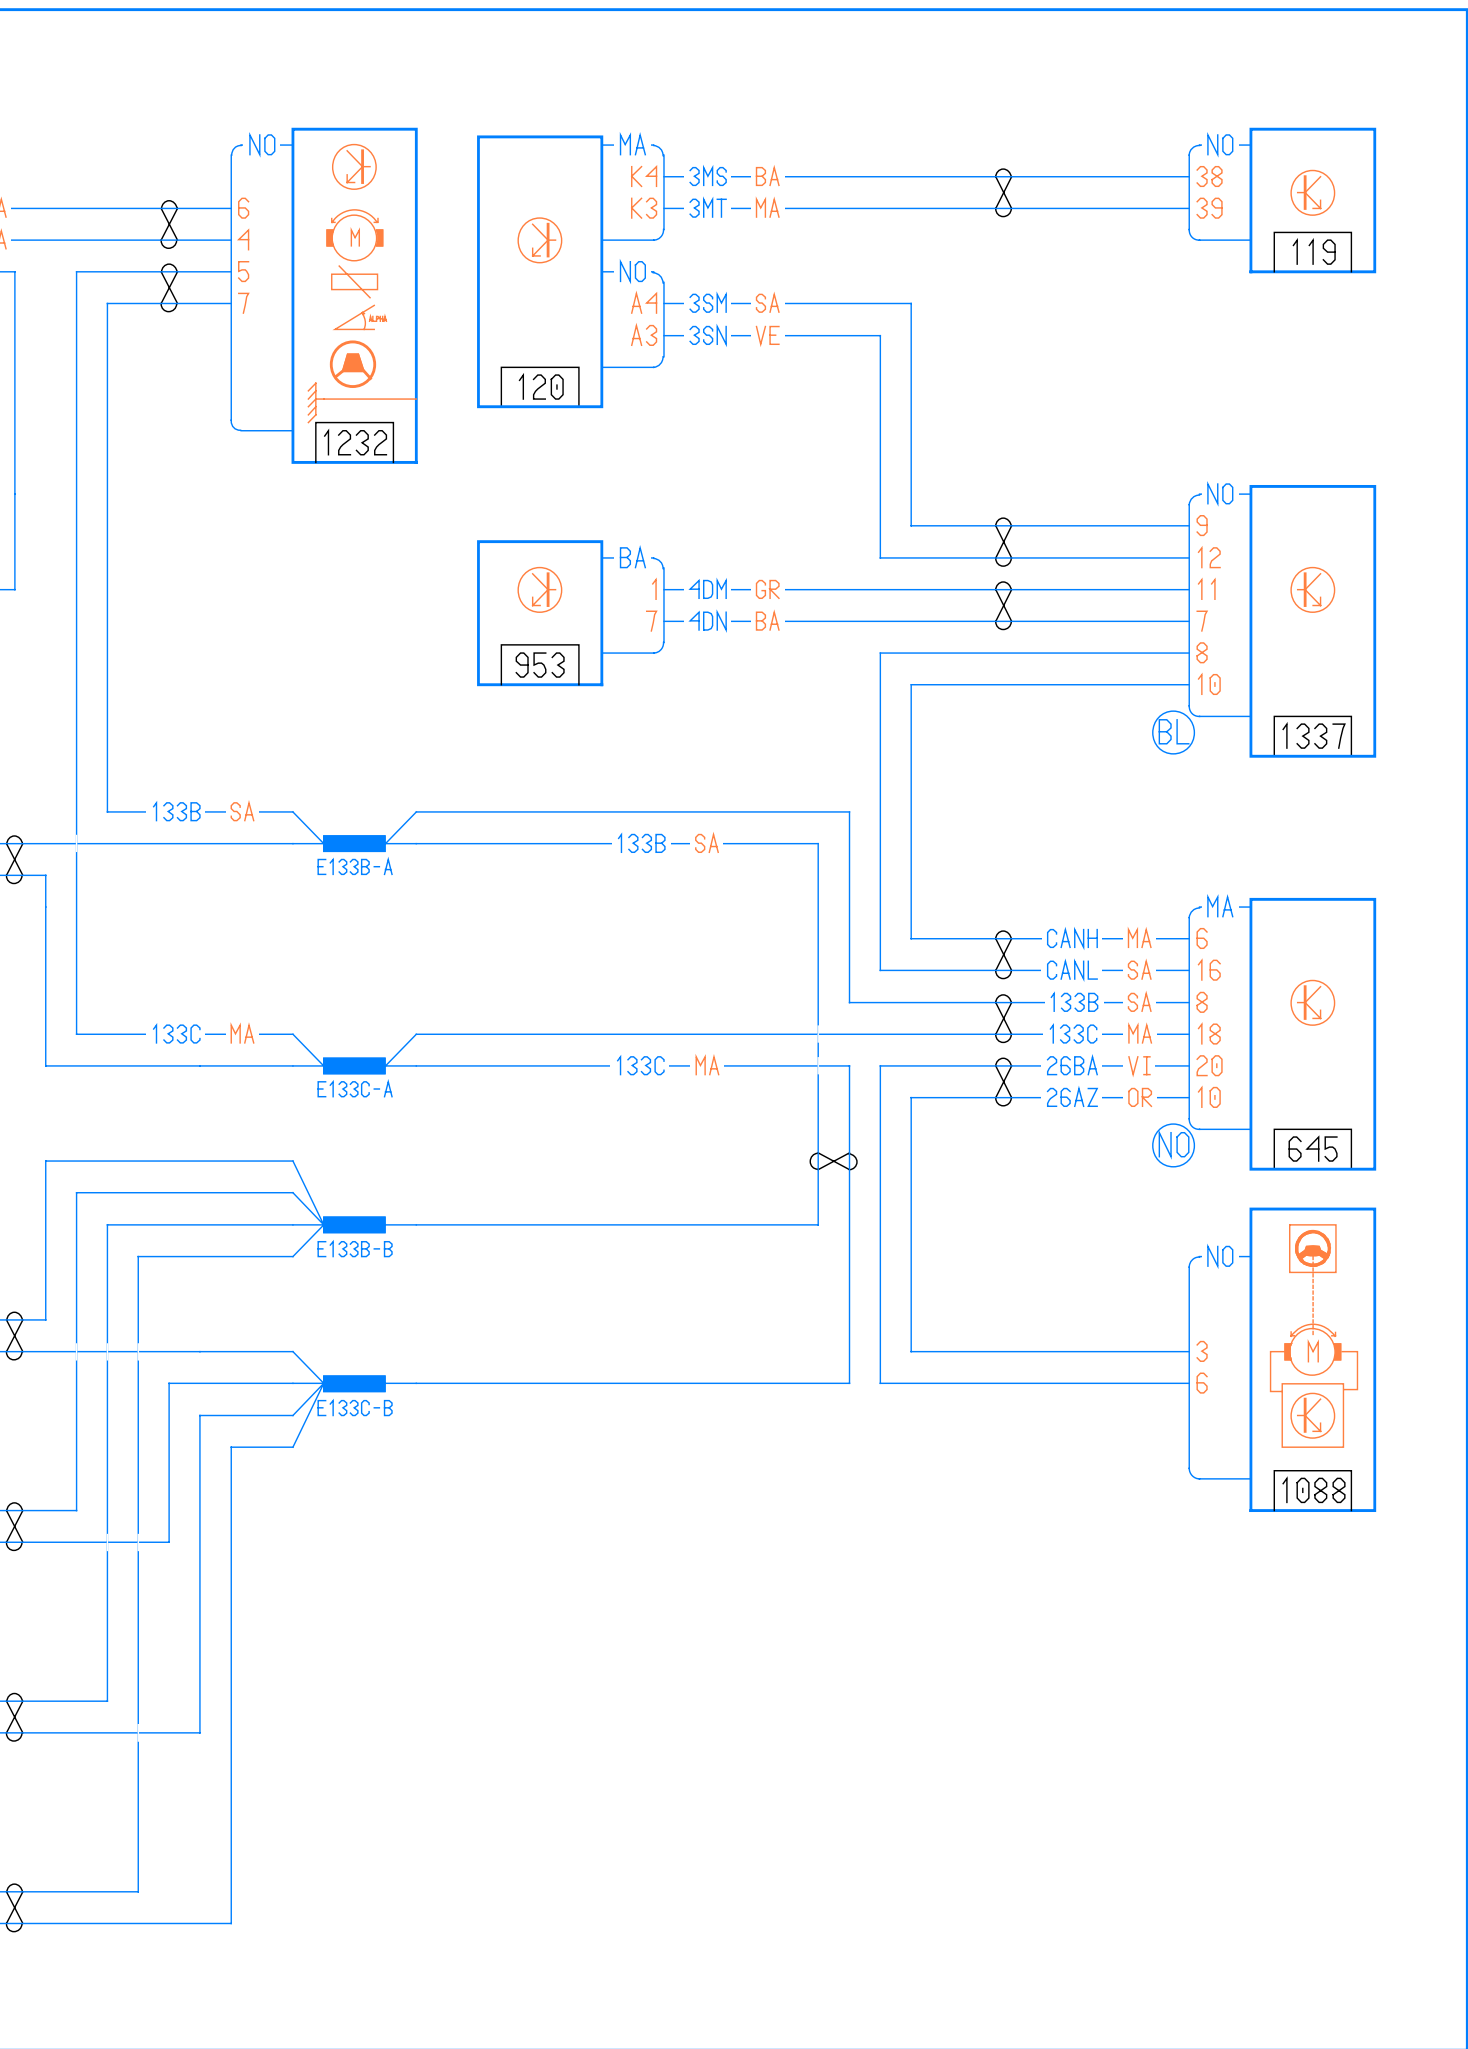 NO
MA
NO
A
K4 3MS BA
38
6
K3 3MT MA
39
A
4
M
119
5
NO
7
A4 3SM SA
ALPHA
A3 3SN VE
120
1232
NO
9
BA
12
1 4DM GR
11
7 4DN BA
7
953
8
10
BL
1337
133B SA
133B SA
E133B-A
MA
CANH MA 6
CANL SA 16
133B SA 8
133C MA
133C MA 18
133C MA
26BA VI 20
E133C-A
26AZ OR 10
NO
645
E133B-B
NO
3
M
6
E133C-B
1088